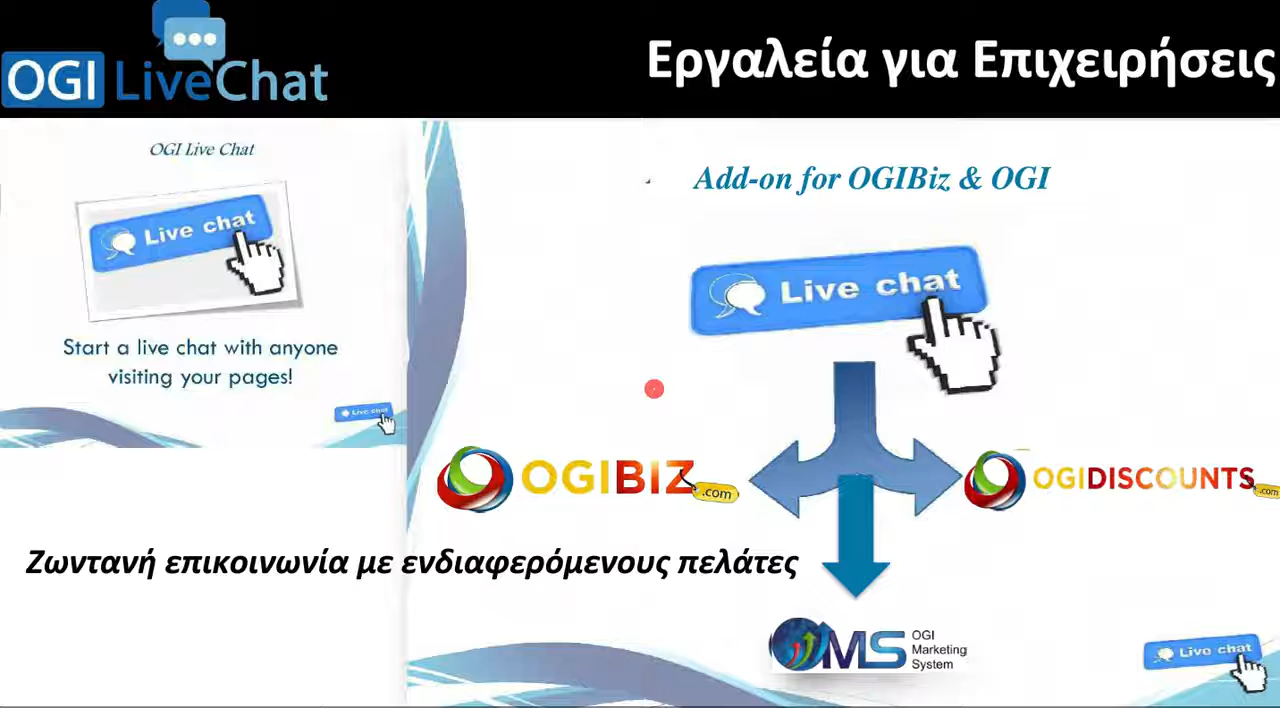 OGI LiveChat
Εργαλεία για Επιχειρήσεις
OGI Live Chat
Live chat
Start a live chat with anyone
visiting your pages!
Live chat
Add-on for OGIBiz & OGI
Live chat
OGIBIZ.com
OGIDISCOUNTS.com
Ζωντανή επικοινωνία με ενδιαφερόμενους πελάτες
OMS
OGI
Marketing
System
Live chat